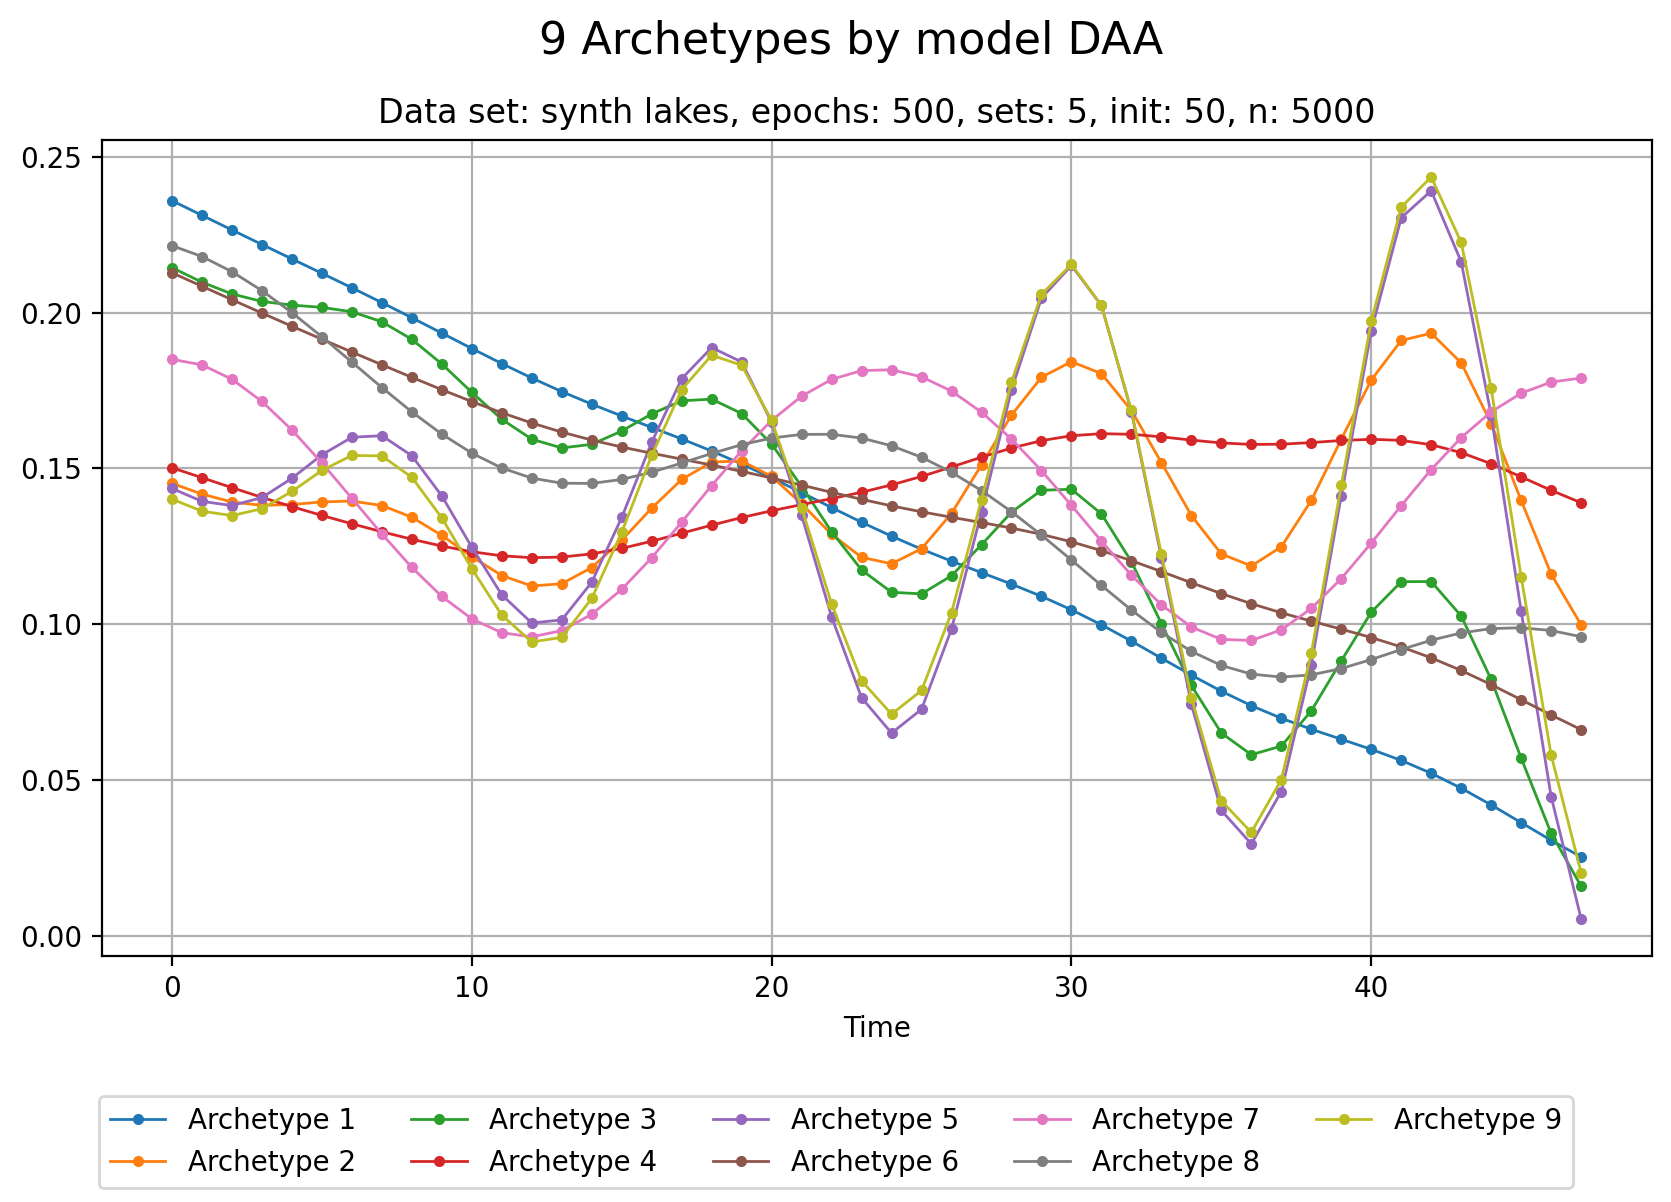 9 Archetypes by model DAA
Data set: synth lakes, epochs: 500, sets: 5, init: 50, n: 5000
0.25
0.20
0.15
0.10
0.05
0.00
0 10 20 30 40
Time
Archetype 1 Archetype 3 Archetype 5 Archetype 7 Archetype 9
Archetype 2 Archetype 4 Archetype 6 Archetype 8